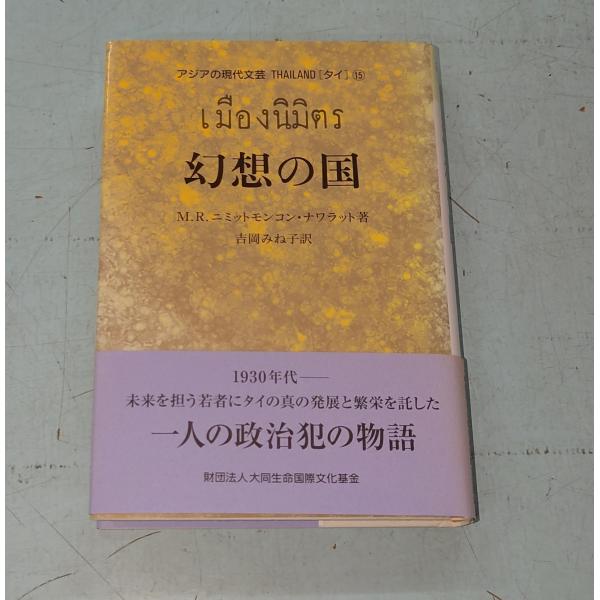 アジアの現代文芸 THAILAND［タイ］⑮
เมืองนิมิตร
幻想の国
M.R.ニミットモンコン・ナワラット著
吉岡みね子訳
1930年代――
未来を担う若者にタイの真の発展と繁栄を託した
一人の政治犯の物語
財団法人大同生命国際文化基金